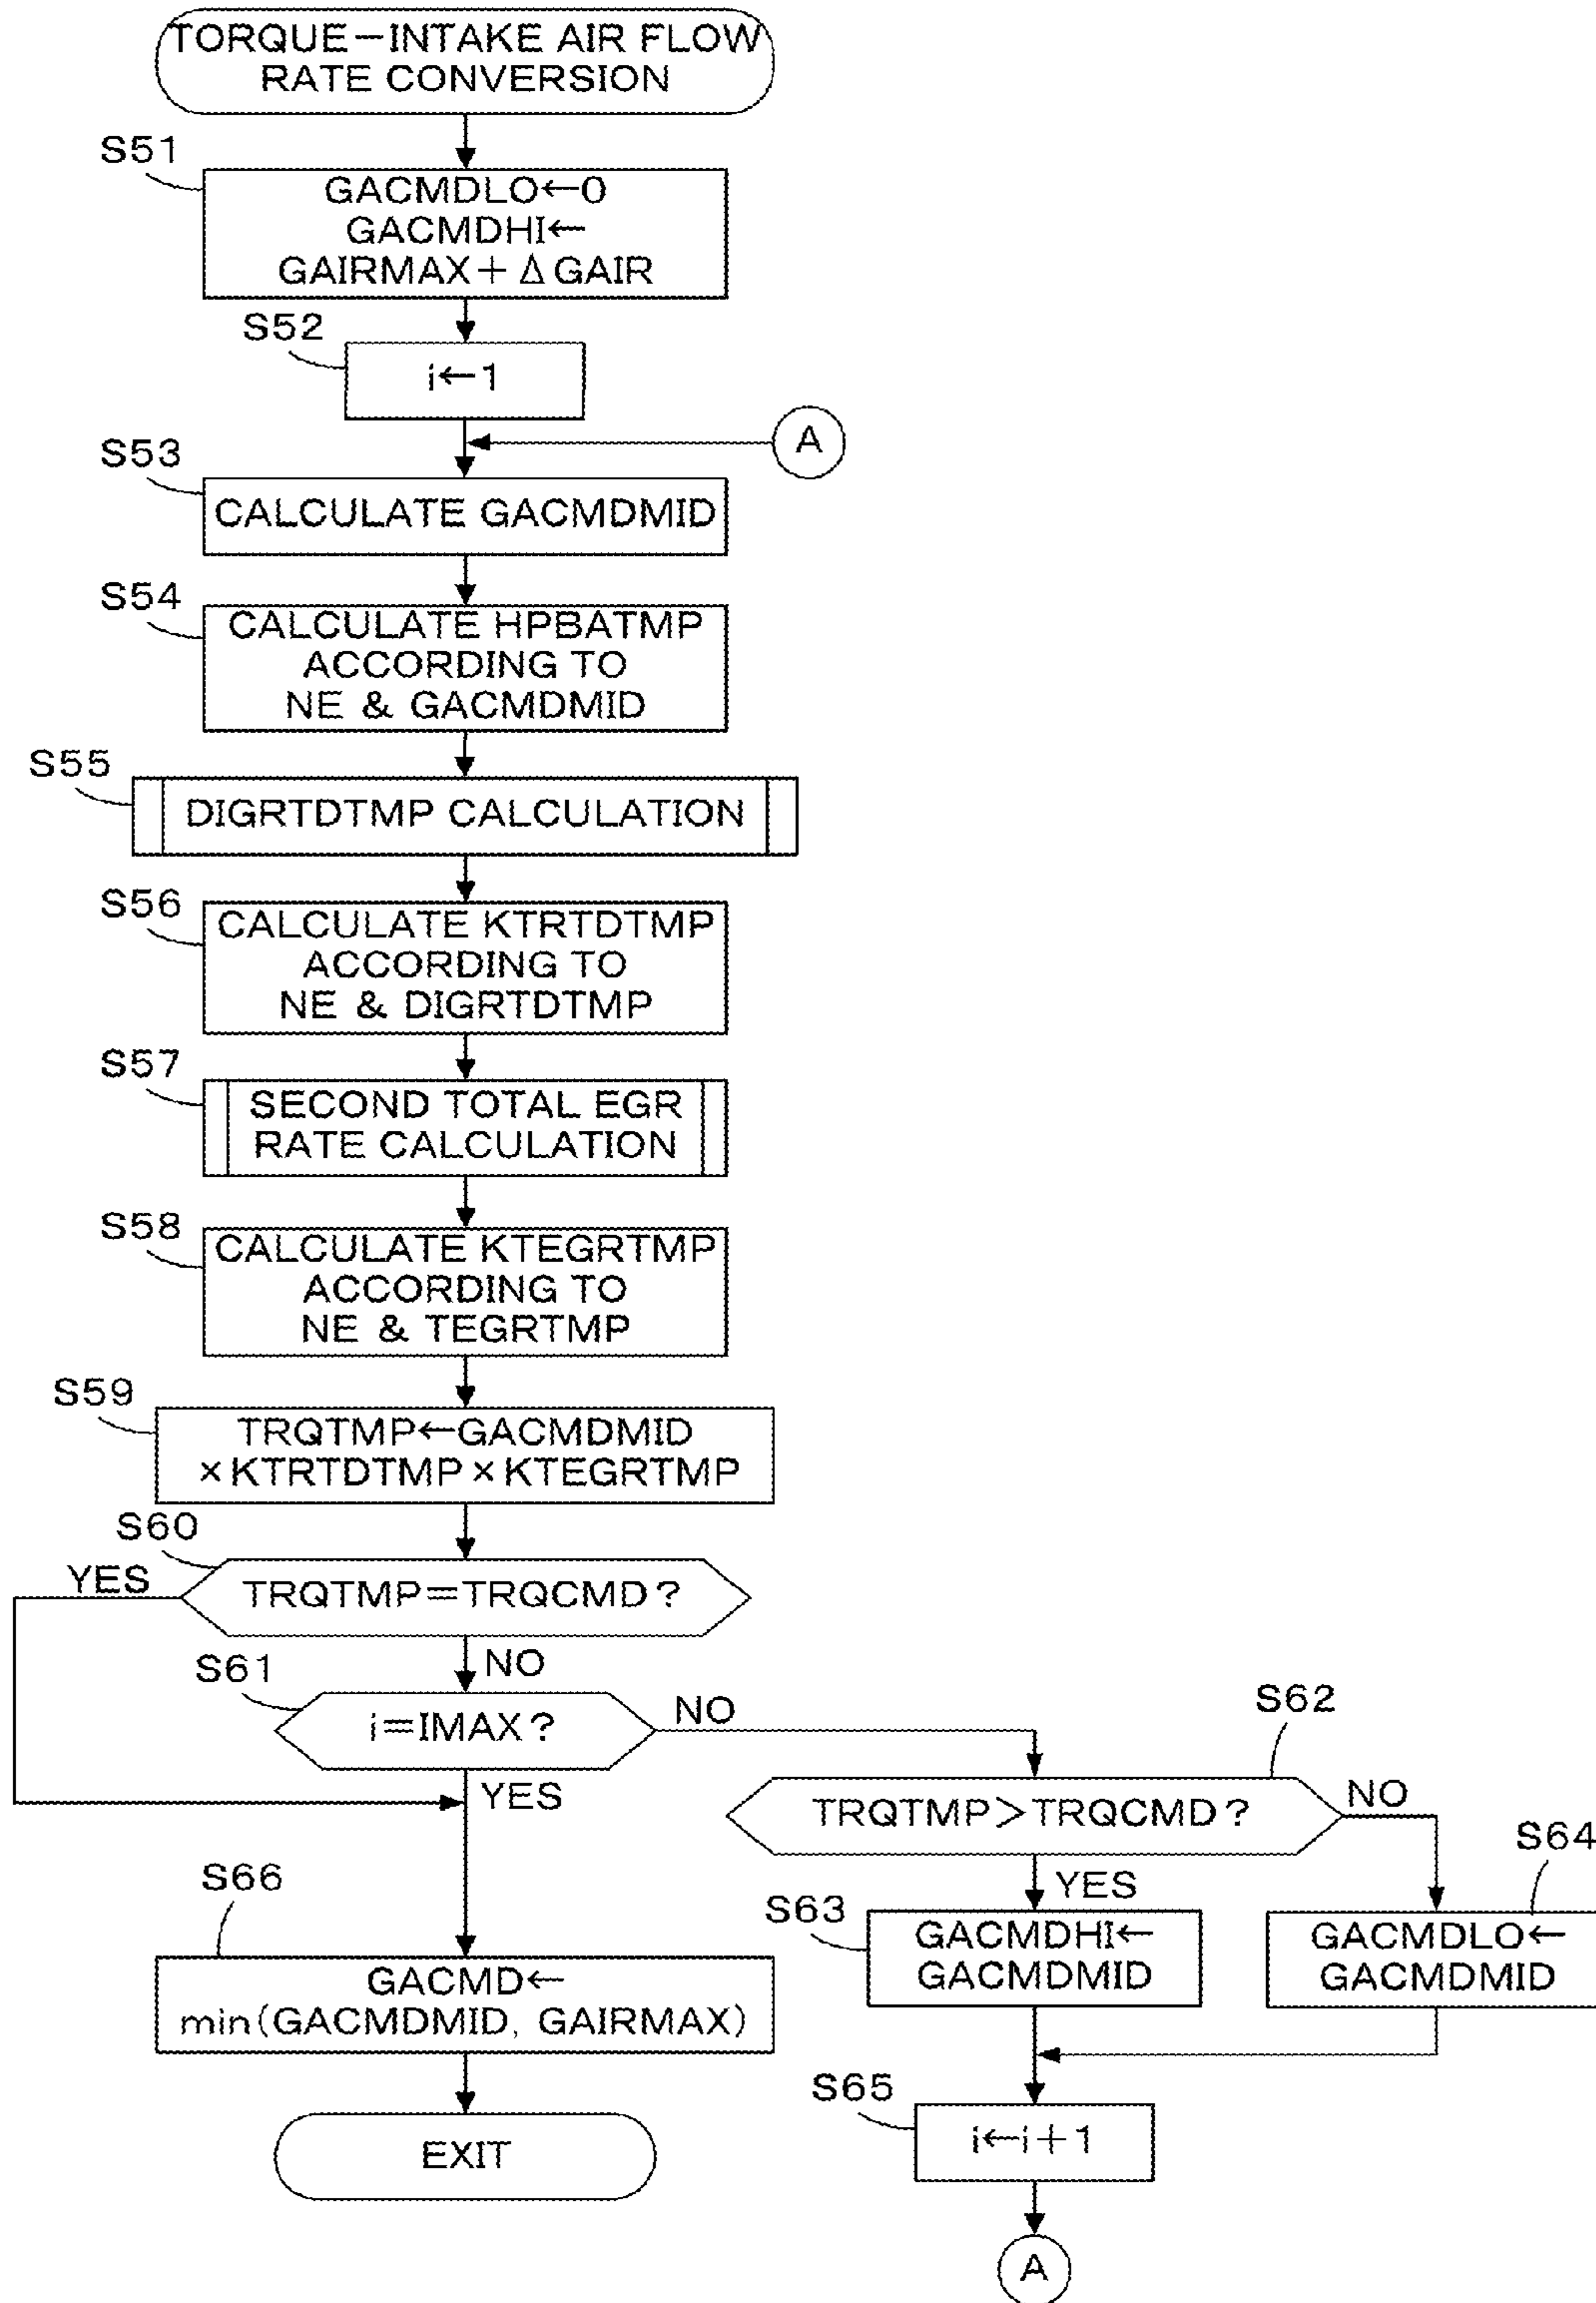 TORQUE-INTAKE AIR FLOW
RATE CONVERSION
S51
GACMDLO←0
GACMDHI←
GAIRMAX+ΔGAIR
S52
i←1
A
S53
CALCULATE GACMDMID
S54
CALCULATE HPBATMP
ACCORDING TO
NE & GACMDMID
S55
DIGRTDTMP CALCULATION
S56
CALCULATE KTRTDTMP
ACCORDING TO
NE & DIGRTDTMP
S57
SECOND TOTAL EGR
RATE CALCULATION
S58
CALCULATE KTEGRTMP
ACCORDING TO
NE & TEGRTMP
S59
TRQTMP←GACMDMID
×KTRTDTMP×KTEGRTMP
S60
YES
TRQTMP=TRQCMD?
NO
S61
i=IMAX?
NO
YES
S62
TRQTMP>TRQCMD?
NO
YES
S63
GACMDHI←
GACMDMID
S64
GACMDLO←
GACMDMID
S66
GACMD←
min(GACMDMID, GAIRMAX)
S65
i←i+1
EXIT
A